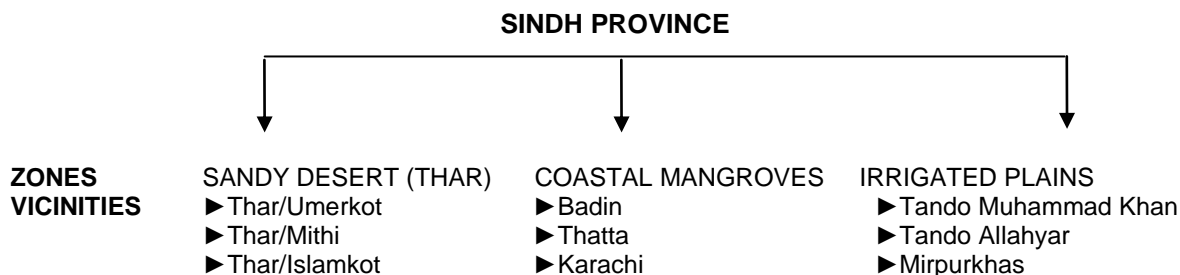 SINDH PROVINCE
ZONES SANDY DESERT (THAR) COASTAL MANGROVES IRRIGATED PLAINS
VICINITIES ►Thar/Umerkot ►Badin ►Tando Muhammad Khan
►Thar/Mithi ►Thatta ►Tando Allahyar
►Thar/Islamkot ►Karachi ►Mirpurkhas